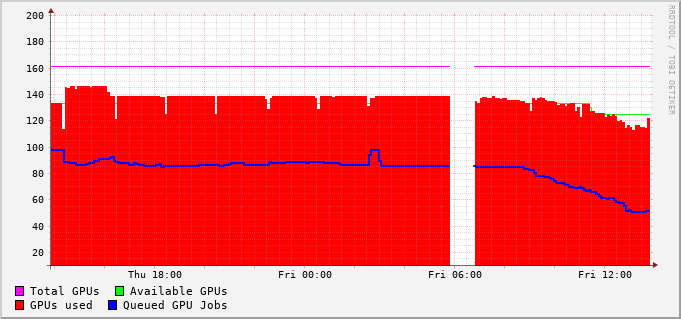 RRDTOOL / TOBI OETIKER
200
180
160
140
120
100
80
60
40
20
Thu 18:00 Fri 00:00 Fri 06:00 Fri 12:00
Total GPUs Available GPUs
GPUs used Queued GPU Jobs